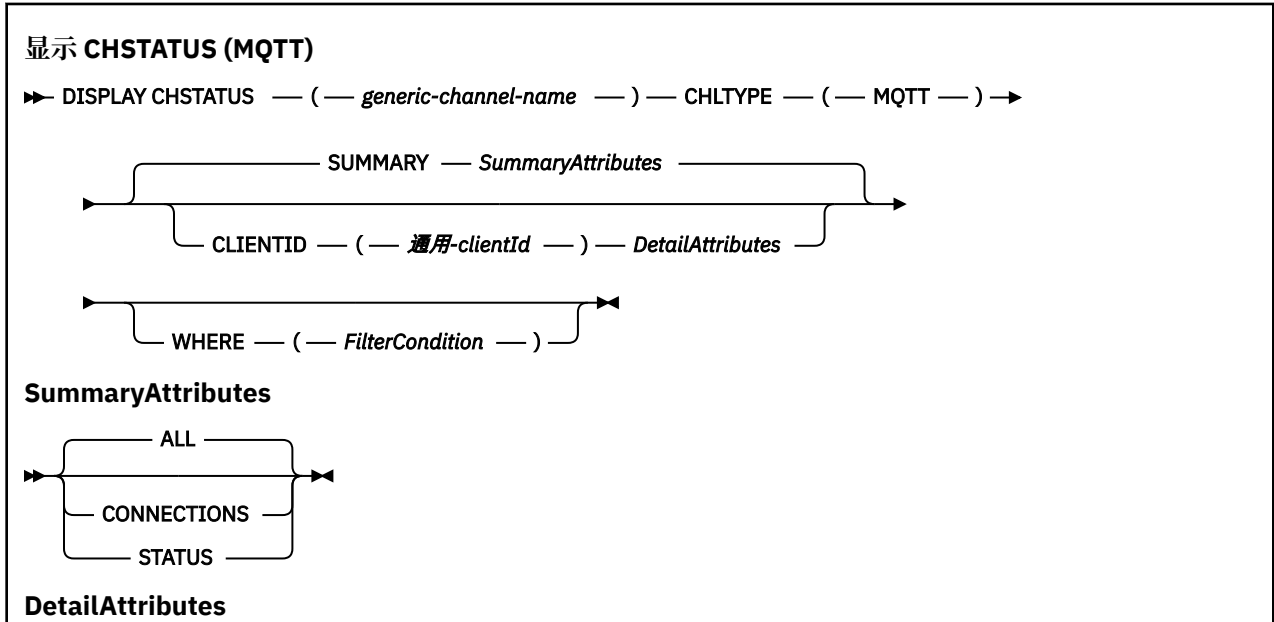 显示 CHSTATUS (MQTT)
DISPLAY CHSTATUS ( generic-channel-name ) CHLTYPE ( MQTT )
SUMMARY SummaryAttributes
CLIENTID ( 通用-clientId ) DetailAttributes
WHERE ( FilterCondition )
SummaryAttributes
ALL
CONNECTIONS
STATUS
DetailAttributes